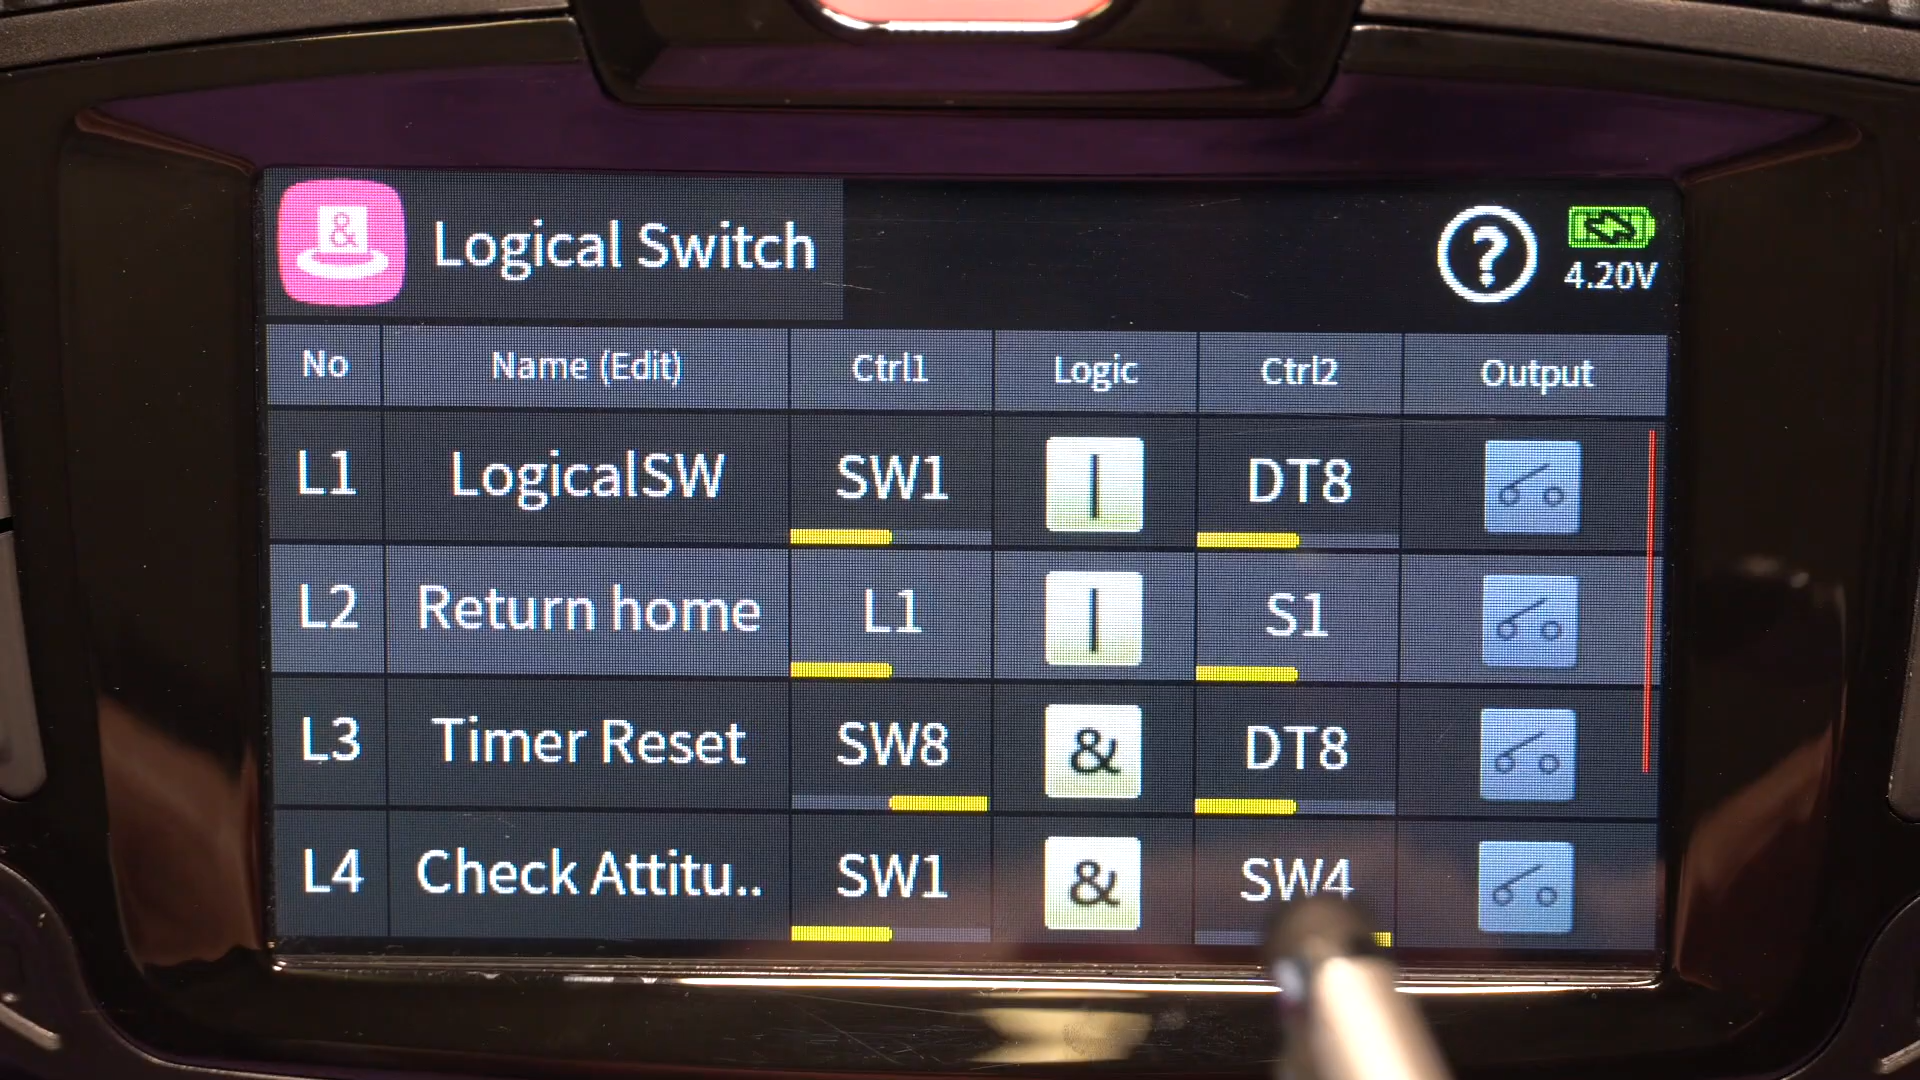 & Logical Switch ? 4.20V
No Name (Edit) Ctrl1 Logic Ctrl2 Output
L1 LogicalSW SW1 | DT8
L2 Return home L1 | S1
L3 Timer Reset SW8 & DT8
L4 Check Attitu.. SW1 & SW4